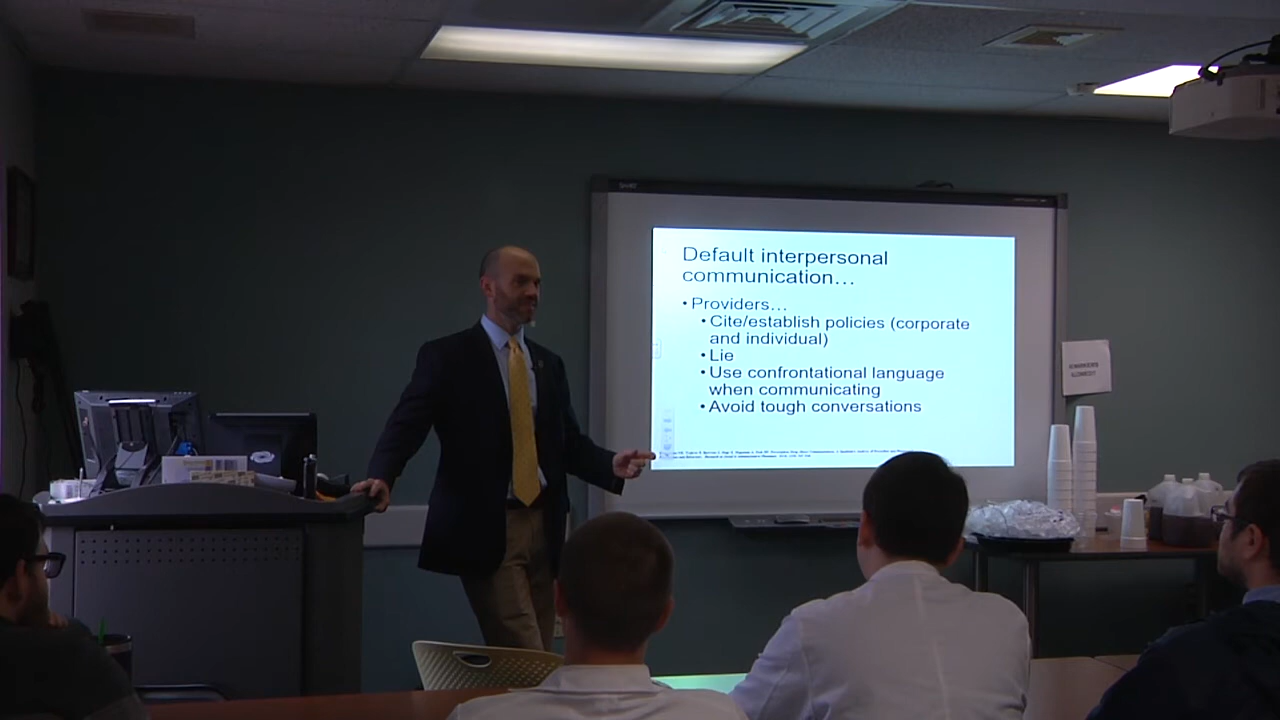 SMART
Default interpersonal
communication…
• Providers…
• Cite/establish policies (corporate
and individual)
• Lie
• Use confrontational language
when communicating
• Avoid tough conversations